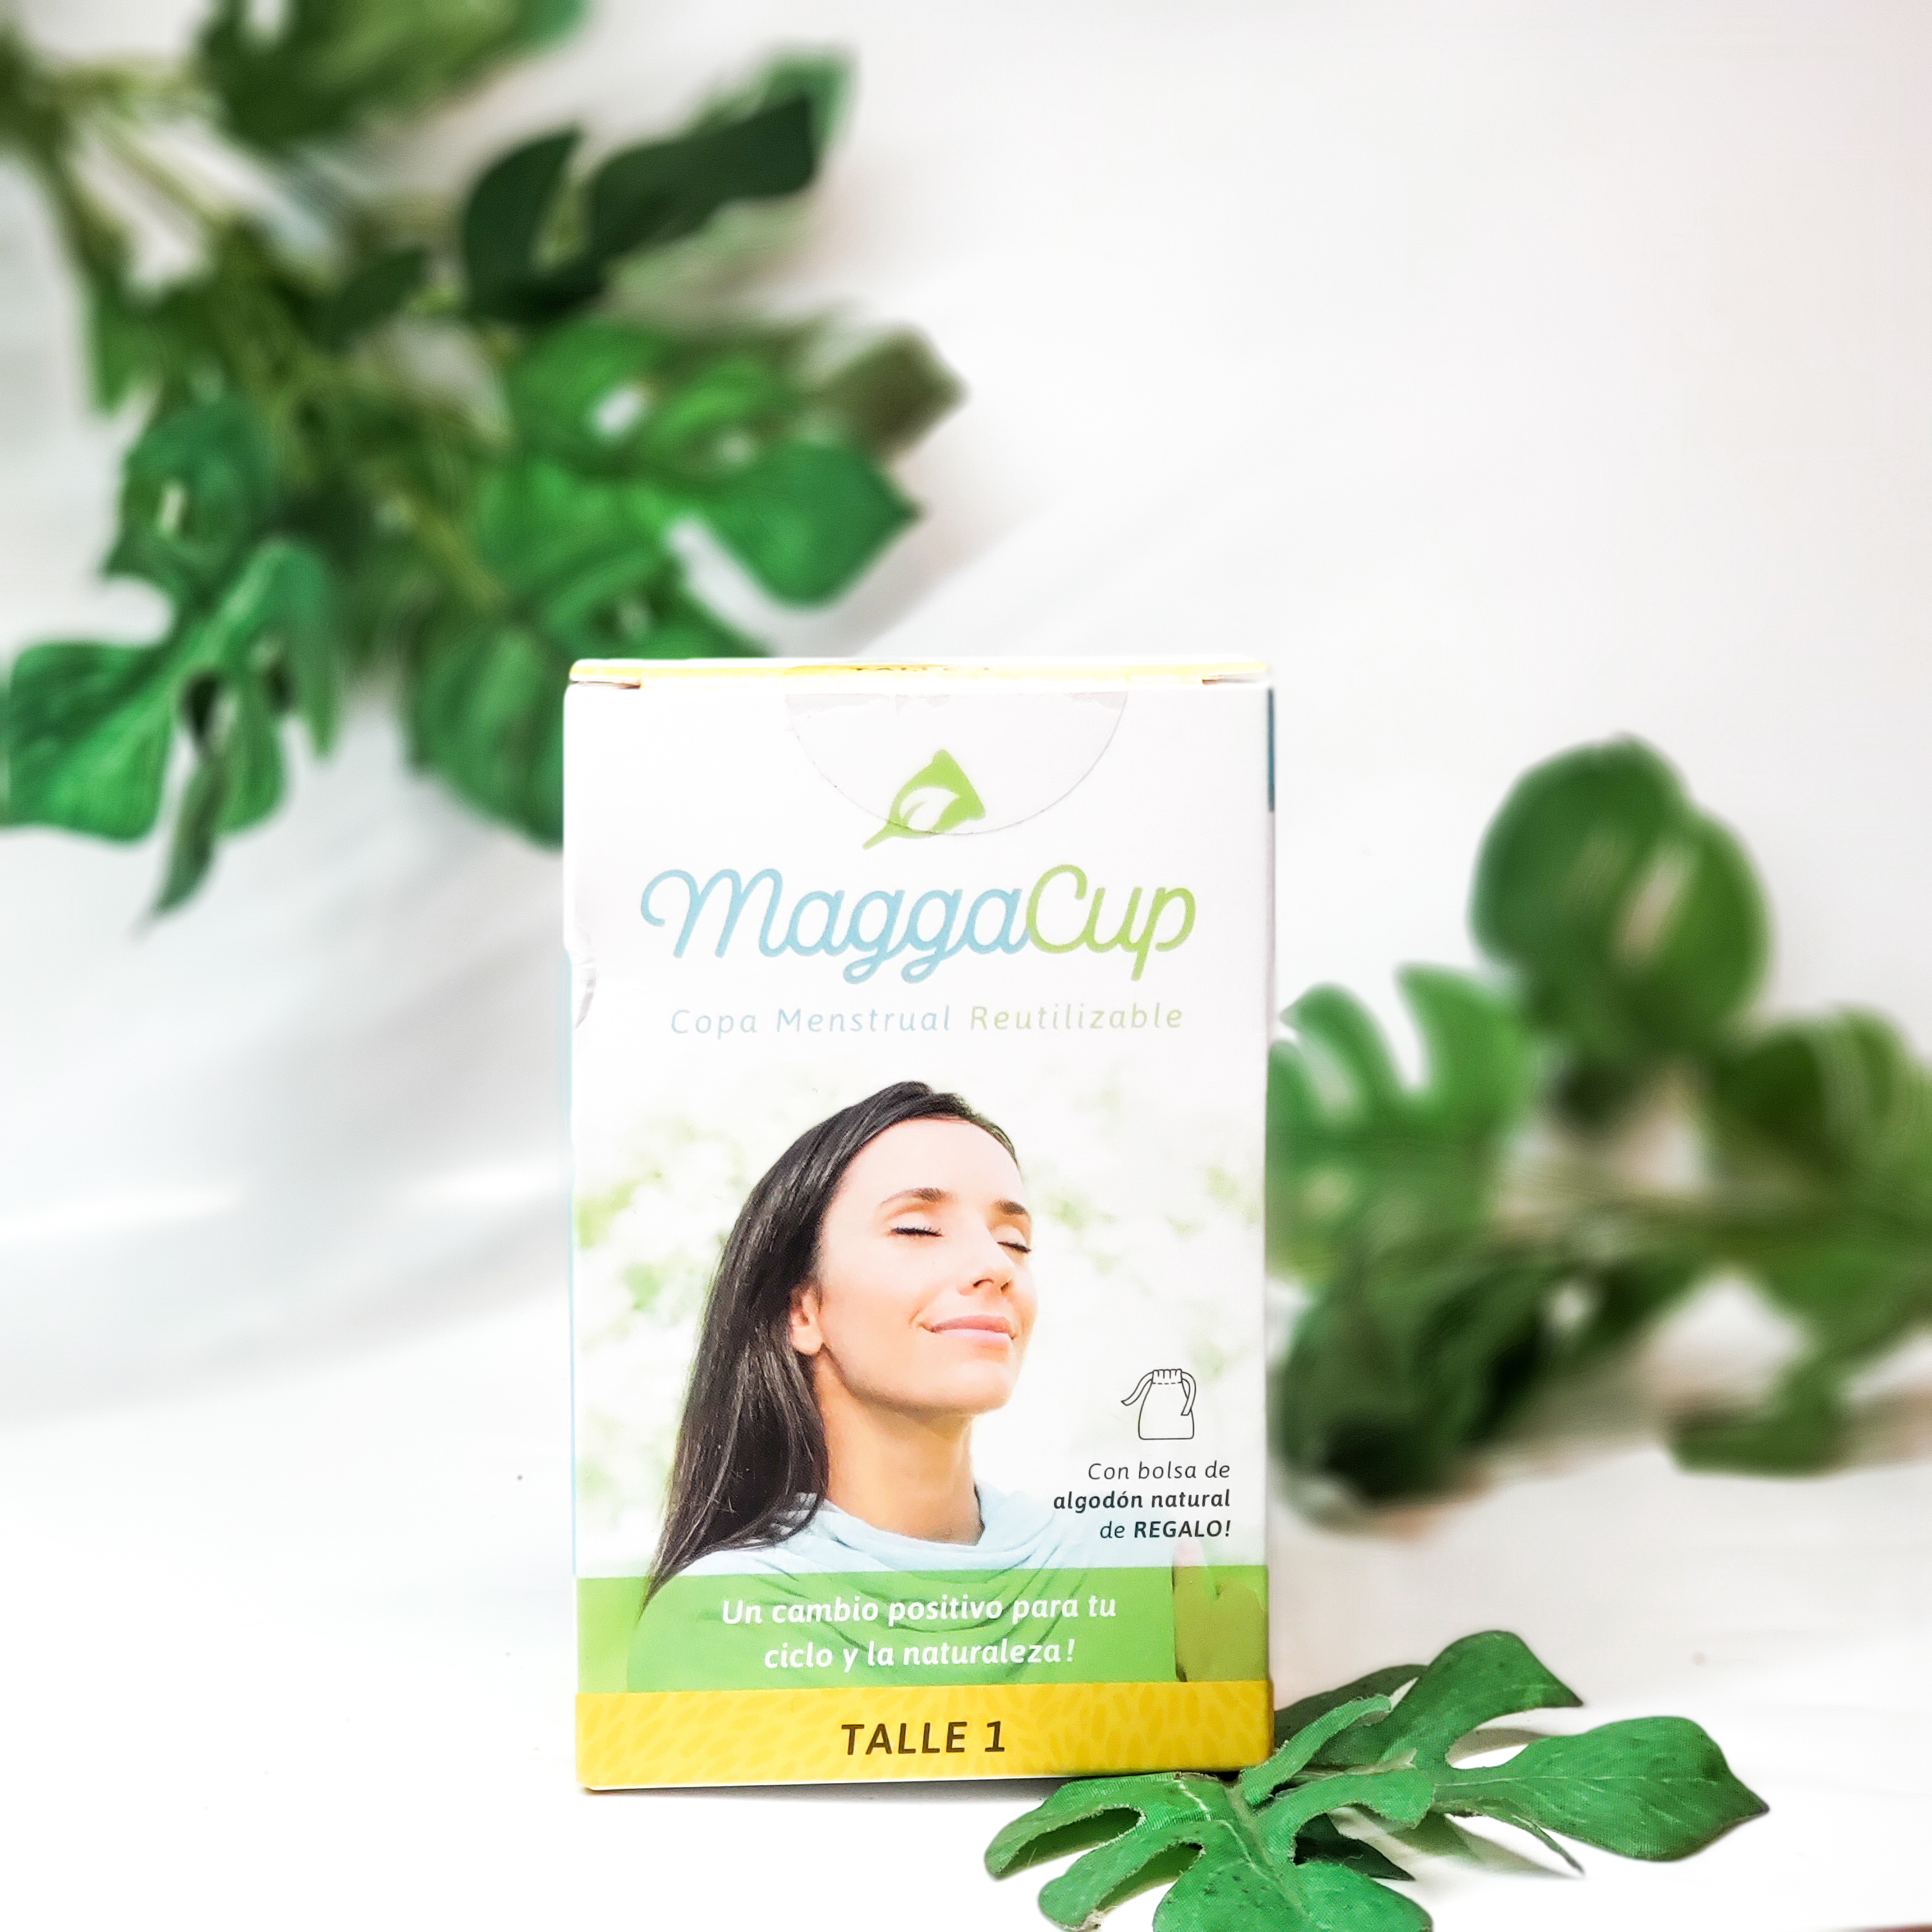 MaggaCup
Copa Menstrual Reutilizable
Con bolsa de
algodón natural
de REGALO!
Un cambio positivo para tu
ciclo y la naturaleza!
TALLE 1